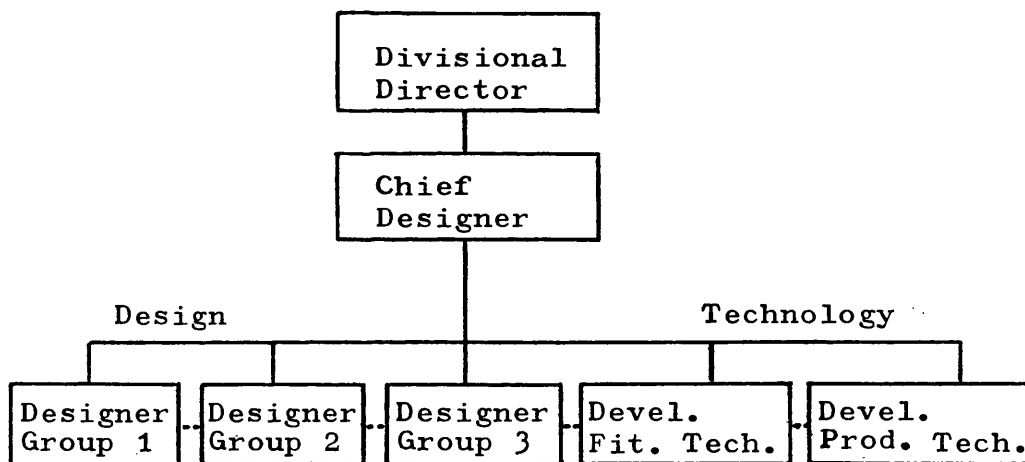 Divisional
Director
Chief
Designer
Design
Technology
Designer
Group 1
Designer
Group 2
Designer
Group 3
Devel.
Fit. Tech.
Devel.
Prod. Tech.